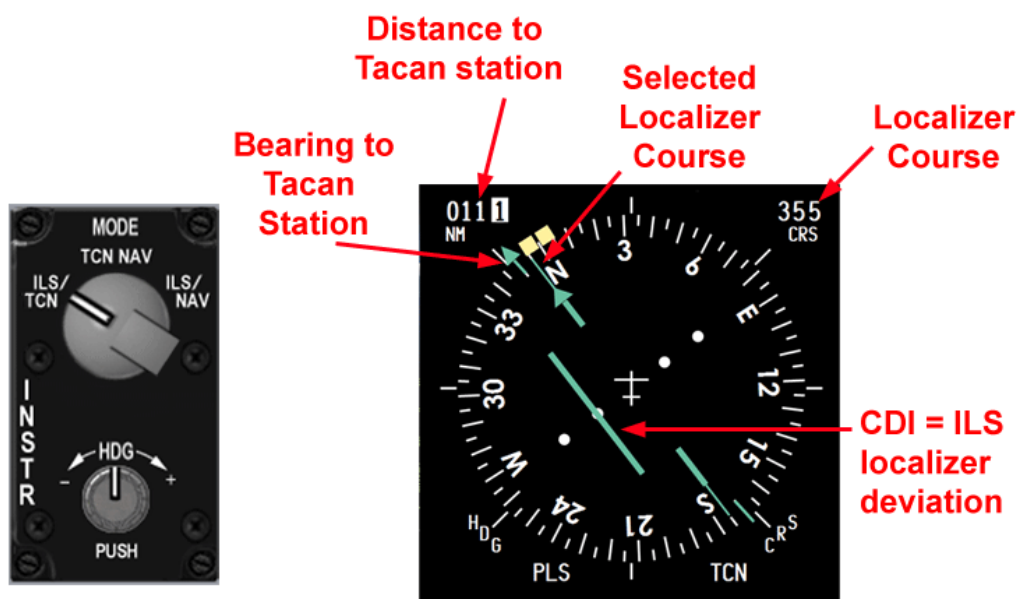 Distance to
Tacan station
Selected
Localizer
Course
Localizer
Course
Bearing to
Tacan
Station
MODE
TCN NAV
ILS/
TCN
ILS/
NAV
INSTR
HDG
- +
PUSH
0111
NM
355
CRS
N
3
6
E
12
15
S
21
24
W
30
33
HDG
CRS
PLS
TCN
CDI = ILS
localizer
deviation